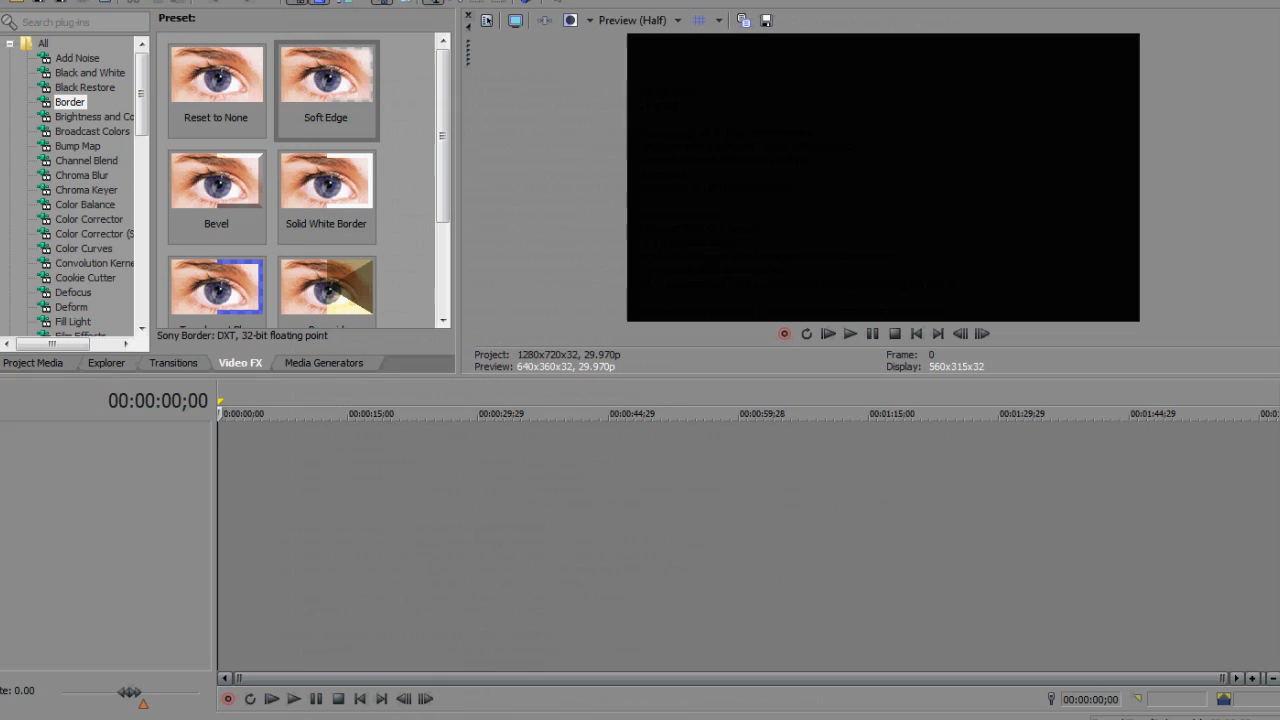 Search plug-ins
Preset:
Preview (Half)
All
Add Noise
Black and White
Black Restore
Border
Brightness and Co
Broadcast Colors
Bump Map
Channel Blend
Chroma Blur
Chroma Keyer
Color Balance
Color Corrector
Color Corrector (S
Color Curves
Convolution Kerne
Cookie Cutter
Defocus
Deform
Fill Light
Reset to None
Soft Edge
Bevel
Solid White Border
Sony Border: DXT, 32-bit floating point
Project Media
Explorer
Transitions
Video FX
Media Generators
Project: 1280x720x32, 29.970p
Preview: 640x360x32, 29.970p
Frame: 0
Display: 560x315x32
00:00:00;00
00:00:00;00 00:00:15;00 00:00:29;29 00:00:44;29 00:00:59;28 00:01:15;00 00:01:29;29 00:01:44;29
te: 0.00
00:00:00;00